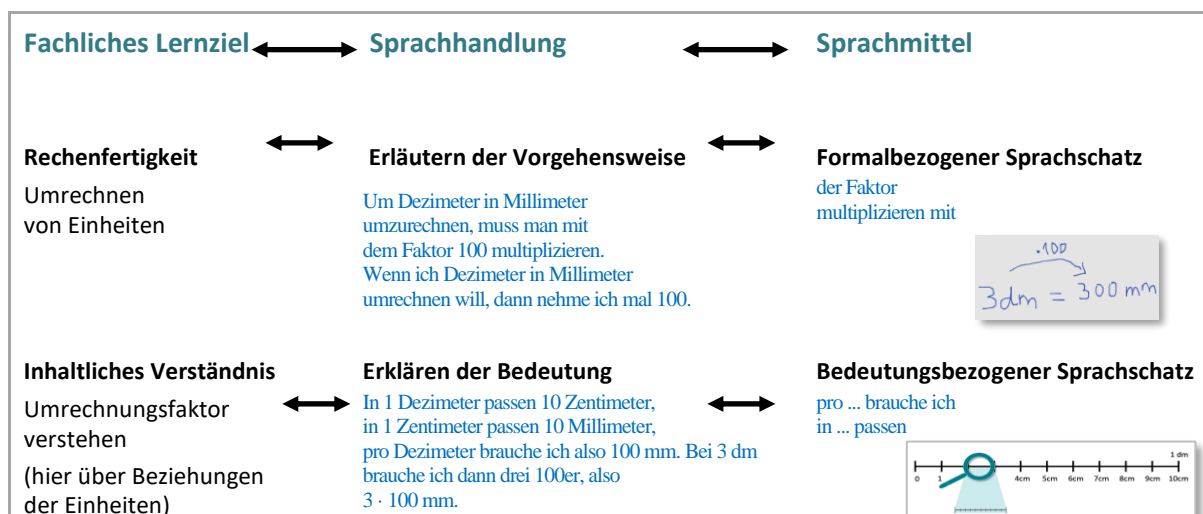 Fachliches Lernziel Sprachhandlung Sprachmittel
Rechenfertigkeit
Umrechnen
von Einheiten
Erläutern der Vorgehensweise
Um Dezimeter in Millimeter
umzurechnen, muss man mit
dem Faktor 100 multiplizieren.
Wenn ich Dezimeter in Millimeter
umrechnen will, dann nehme ich mal 100.
Formalbezogener Sprachschatz
der Faktor
multiplizieren mit
·100
3dm = 300 mm
Inhaltliches Verständnis
Umrechnungsfaktor
verstehen
(hier über Beziehungen
der Einheiten)
Erklären der Bedeutung
In 1 Dezimeter passen 10 Zentimeter,
in 1 Zentimeter passen 10 Millimeter,
pro Dezimeter brauche ich also 100 mm. Bei 3 dm
brauche ich dann drei 100er, also
3 · 100 mm.
Bedeutungsbezogener Sprachschatz
pro ... brauche ich
in ... passen
1 dm
0 1 4cm 5cm 6cm 7cm 8cm 9cm 10cm